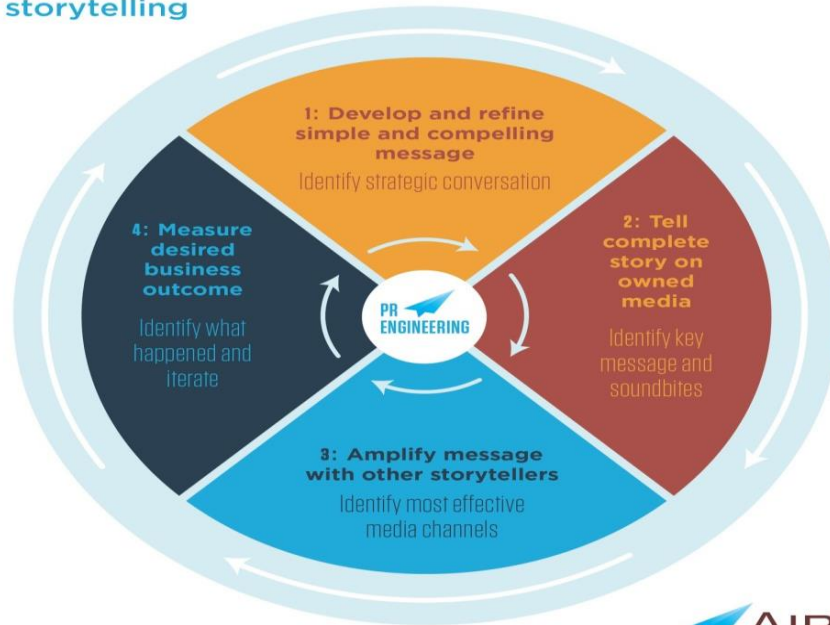 storytelling
1: Develop and refine
simple and compelling
message
Identify strategic conversation
2: Tell
complete
story on
owned
media
Identify key
message and
soundbites
3: Amplify message
with other storytellers
Identify most effective
media channels
4: Measure
desired
business
outcome
Identify what
happened and
iterate
PR
ENGINEERING